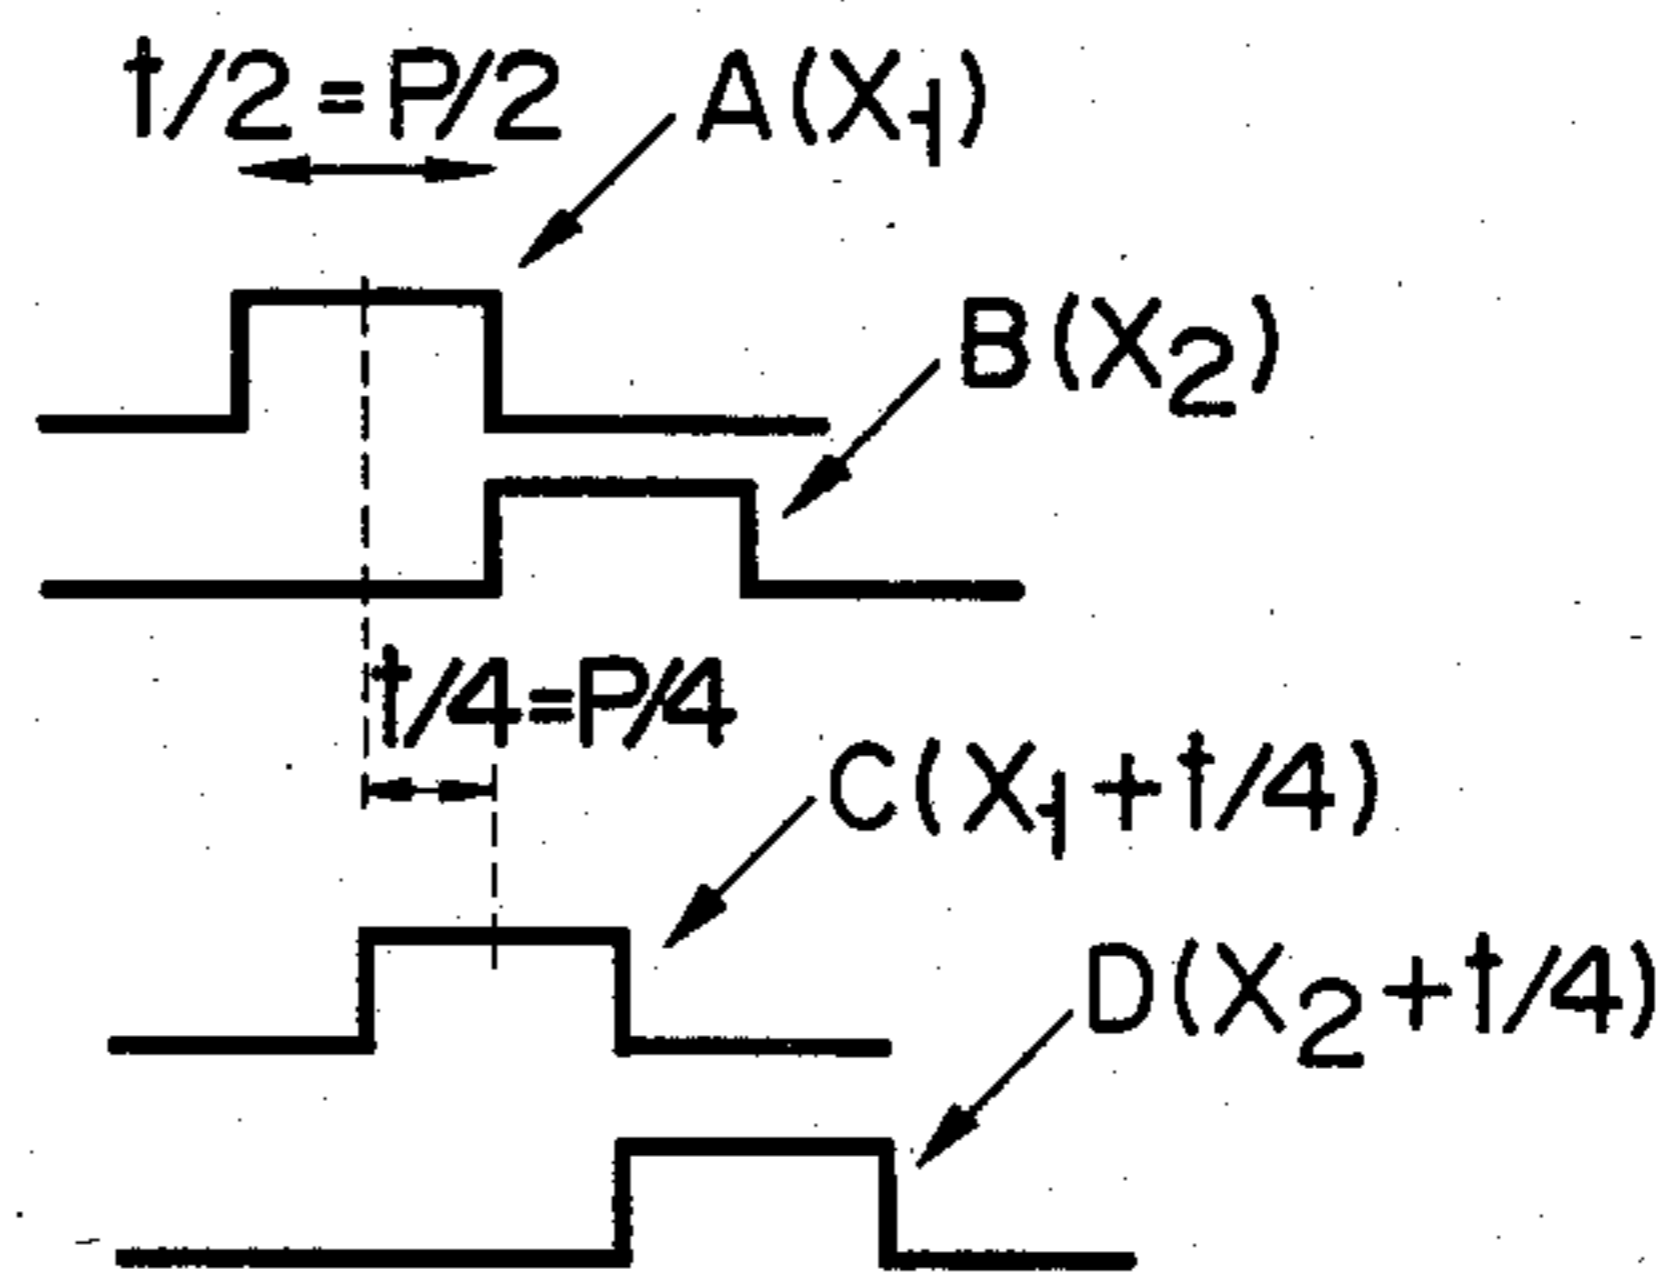 t/2=P/2
A(X₁)
B(X₂)
t/4=P/4
C(X₁+t/4)
D(X₂+t/4)